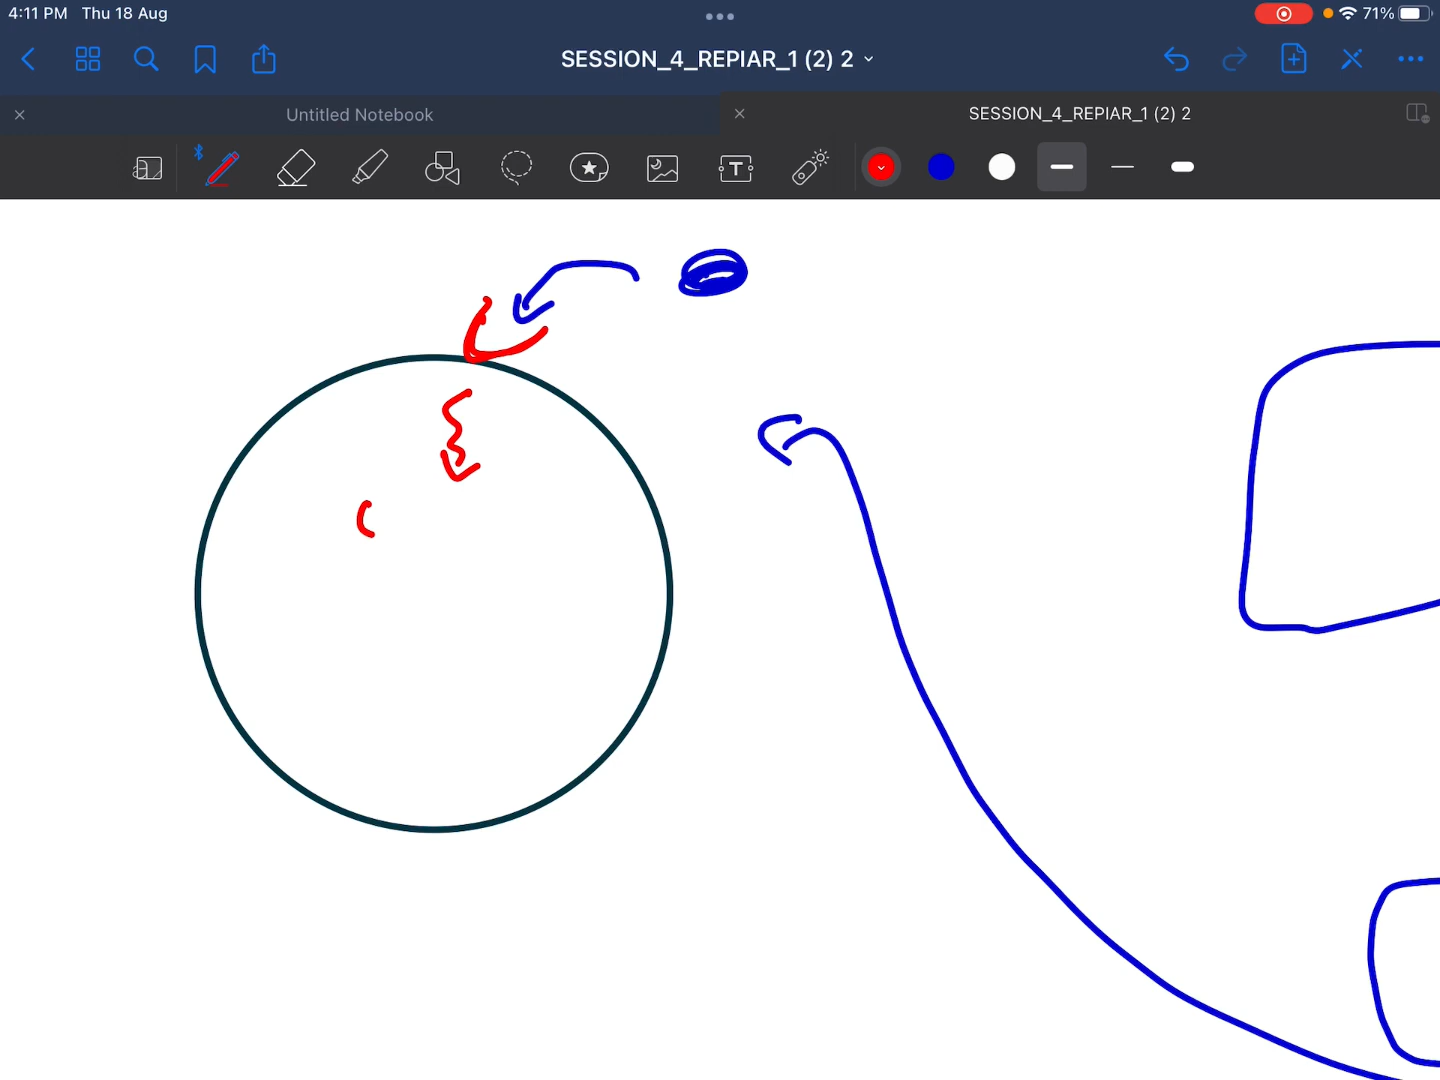 4:11 PM Thu 18 Aug
71%
SESSION_4_REPIAR_1 (2) 2
Untitled Notebook
SESSION_4_REPIAR_1 (2) 2